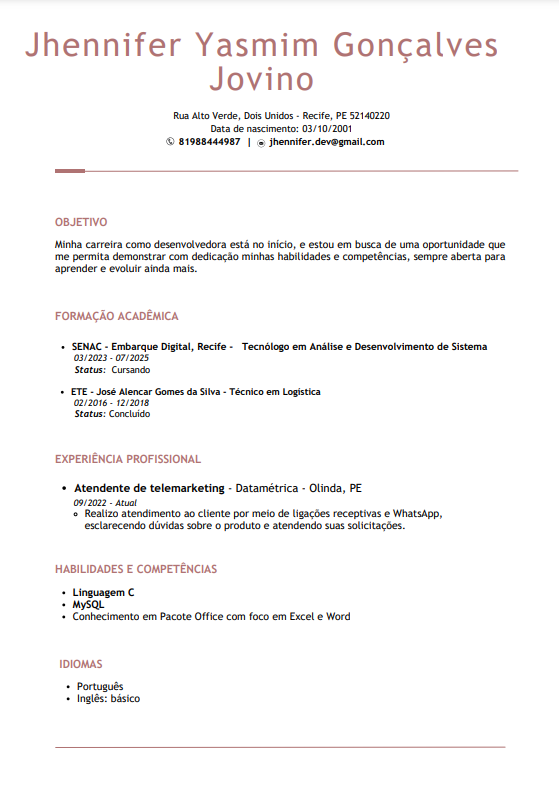 Jhennifer Yasmim Gonçalves
Jovino
Rua Alto Verde, Dois Unidos - Recife, PE 52140220
Data de nascimento: 03/10/2001
81988444987 | jhennifer.dev@gmail.com
OBJETIVO
Minha carreira como desenvolvedora está no início, e estou em busca de uma oportunidade que
me permita demonstrar com dedicação minhas habilidades e competências, sempre aberta para
aprender e evoluir ainda mais.
FORMAÇÃO ACADÊMICA
• SENAC - Embarque Digital, Recife - Tecnólogo em Análise e Desenvolvimento de Sistema
03/2023 - 07/2025
Status: Cursando
• ETE - José Alencar Gomes da Silva - Técnico em Logística
02/2016 - 12/2018
Status: Concluído
EXPERIÊNCIA PROFISSIONAL
• Atendente de telemarketing - Datamétrica - Olinda, PE
09/2022 - Atual
Realizo atendimento ao cliente por meio de ligações receptivas e WhatsApp,
esclarecendo dúvidas sobre o produto e atendendo suas solicitações.
HABILIDADES E COMPETÊNCIAS
• Linguagem C
• MySQL
• Conhecimento em Pacote Office com foco em Excel e Word
IDIOMAS
• Português
• Inglês: básico